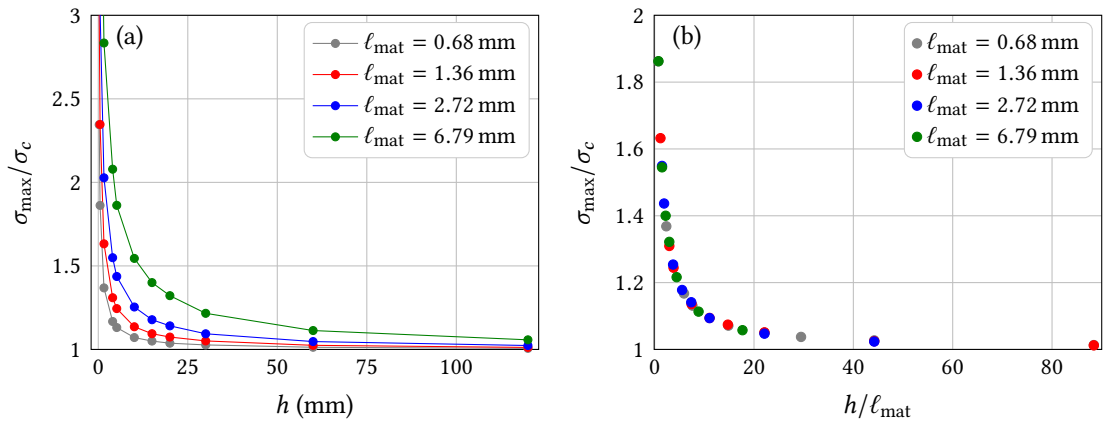 (a)
ℓmat = 0.68 mm
ℓmat = 1.36 mm
ℓmat = 2.72 mm
ℓmat = 6.79 mm
3
2.5
2
1.5
1
σmax/σc
0 25 50 75 100
h (mm)
(b)
0.68 mm
ℓmat = 1.36 mm
ℓmat = 2.72 mm
ℓmat = 6.79 mm
2
1.8
1.6
1.4
1.2
1
σmax/σc
0 20 40 60 80
h/ℓmat